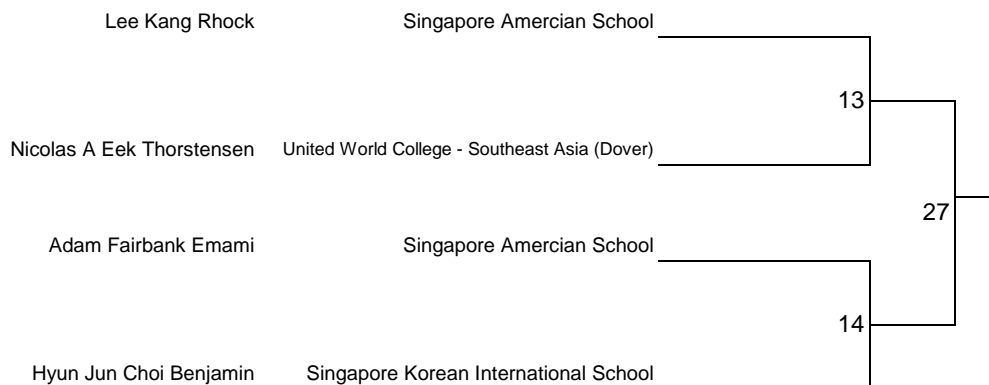 Lee Kang Rhock Singapore Amercian School
13
Nicolas A Eek Thorstensen United World College - Southeast Asia (Dover)
27
Adam Fairbank Emami Singapore Amercian School
14
Hyun Jun Choi Benjamin Singapore Korean International School